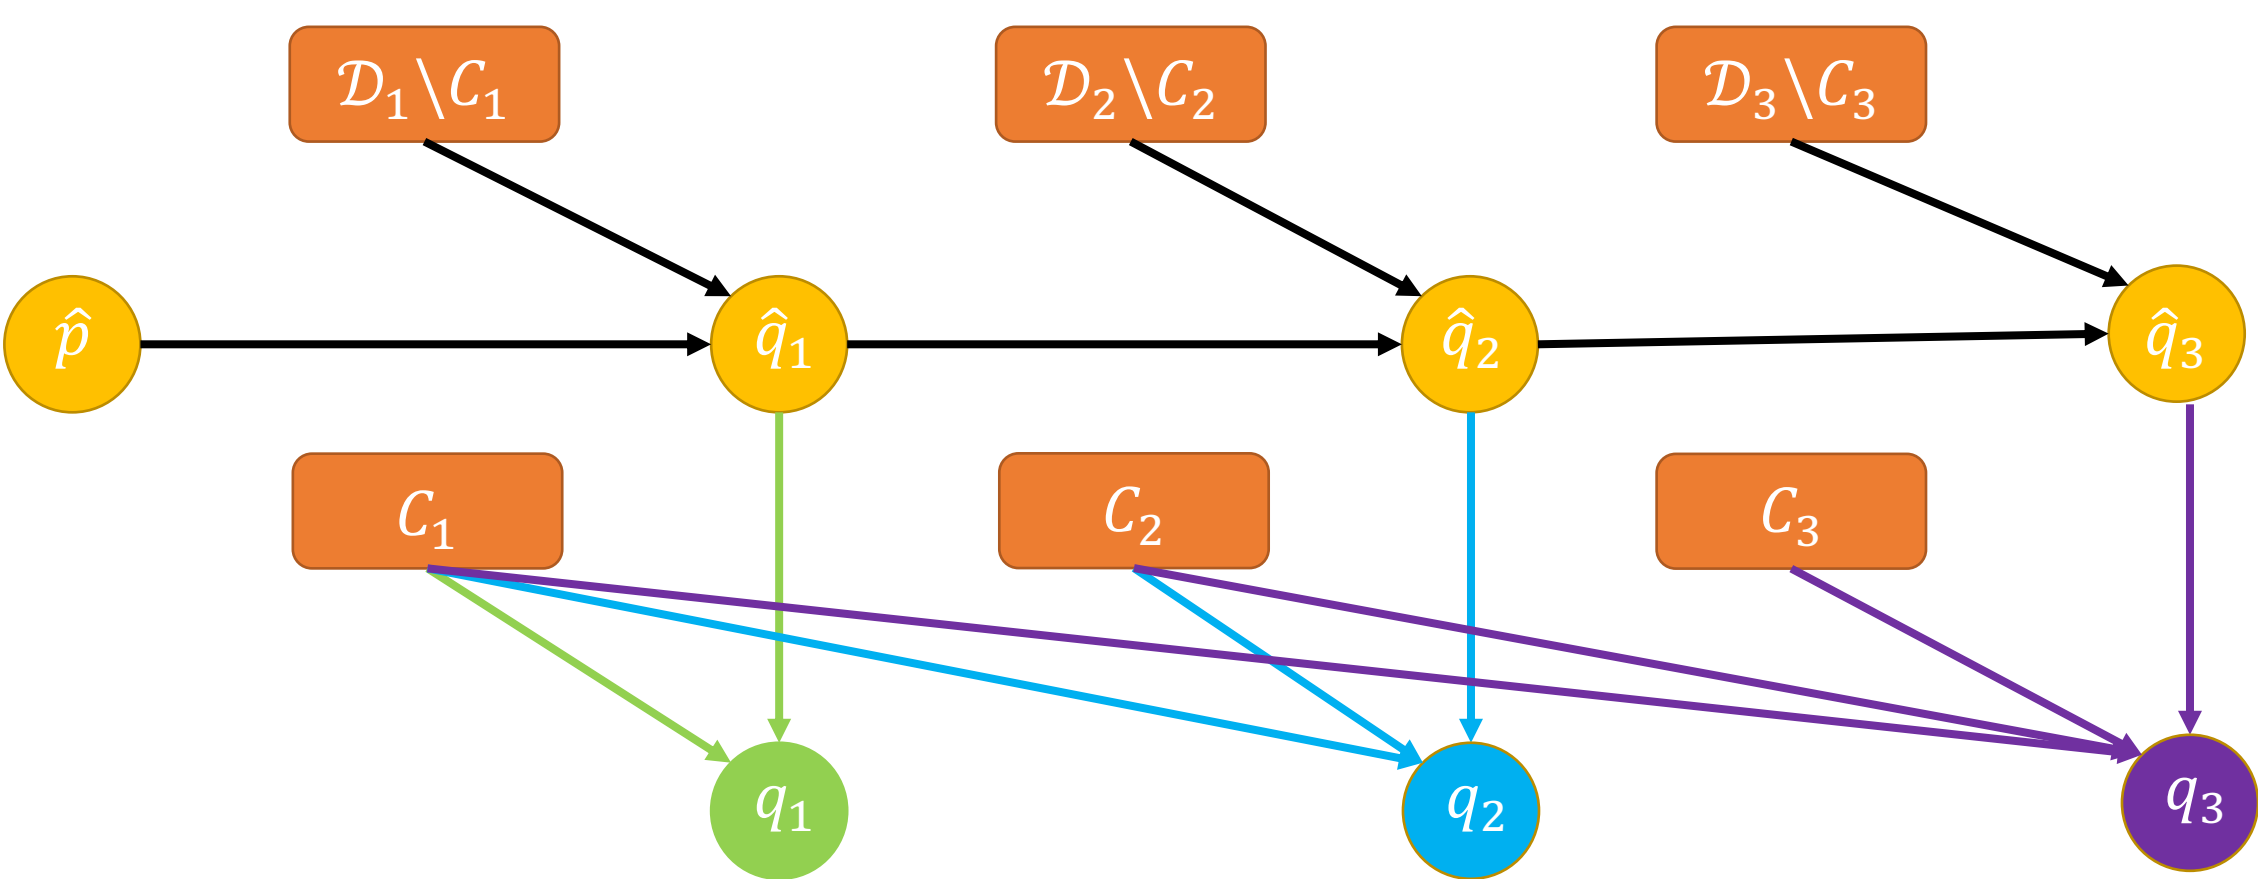 𝒟₁\C₁
𝒟₂\C₂
𝒟₃\C₃
p̂
q̂₁
q̂₂
q̂₃
C₁
C₂
C₃
q₁
q₂
q₃